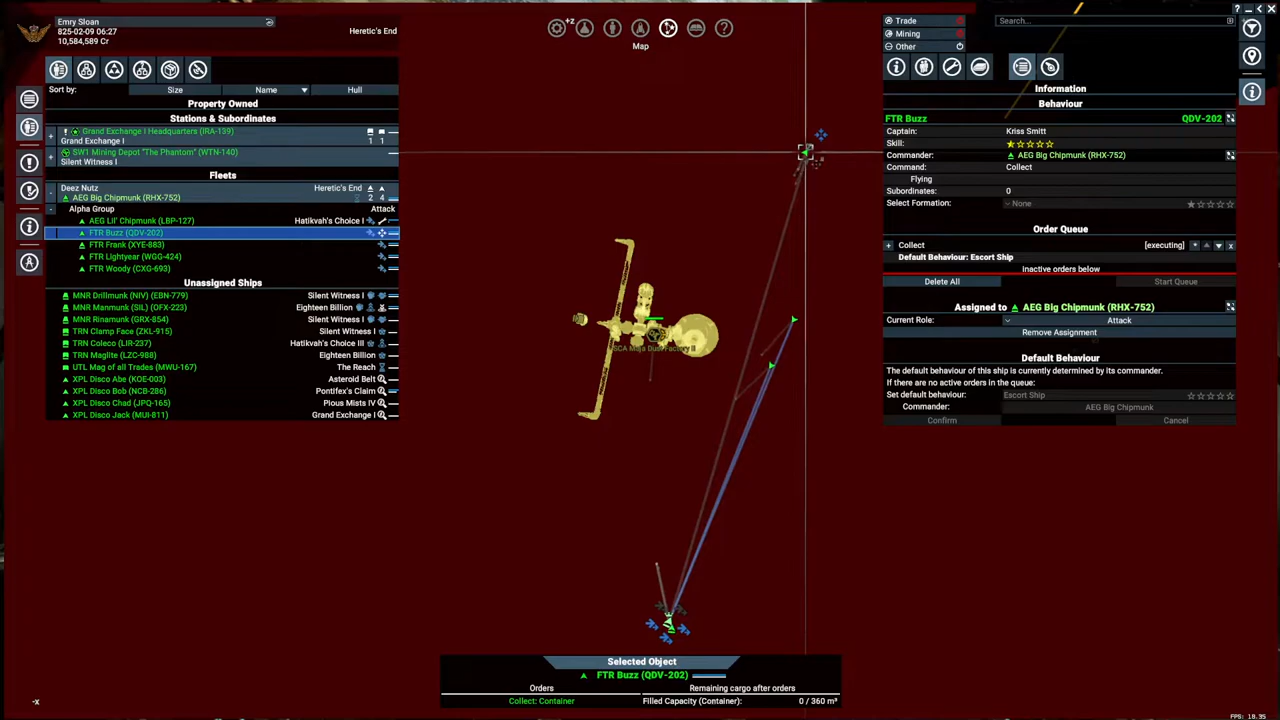 Emry Sloan
825-02-09 06:27
10,584,589 Cr
Heretic's End
+z
Map
Sort by:
Size
Name
Hull
Property Owned
Stations & Subordinates
Grand Exchange I Headquarters (IRA-139)
Grand Exchange I
1 1
SW1 Mining Depot "The Phantom" (WTN-140)
Silent Witness I
Fleets
Deez Nutz
Heretic's End
AEG Big Chipmunk (RHX-752)
2 4
Alpha Group
Attack
AEG Lil' Chipmunk (LBP-127)
Hatikvah's Choice I
FTR Buzz (QDV-202)
FTR Frank (XYE-883)
FTR Lightyear (WGG-424)
FTR Woody (CXG-693)
Unassigned Ships
MNR Drillmunk (NIV) (EBN-779)
Silent Witness I
MNR Manmunk (SIL) (OFX-223)
Eighteen Billion
MNR Rinamunk (GRX-854)
Silent Witness I
TRN Clamp Face (ZKL-915)
Silent Witness I
TRN Coleco (LIR-237)
Hatikvah's Choice III
TRN Maglite (LZC-988)
Eighteen Billion
UTL Mag of all Trades (MWU-167)
The Reach
XPL Disco Abe (KOE-003)
Asteroid Belt
XPL Disco Bob (NCB-286)
Pontifex's Claim
XPL Disco Chad (JPQ-165)
Pious Mists IV
XPL Disco Jack (MUI-811)
Grand Exchange I
-x
Selected Object
FTR Buzz (QDV-202)
Orders
Remaining cargo after orders
Collect: Container
Filled Capacity (Container):
0 / 360 m³
Trade
Mining
Other
Search...
Information
Behaviour
FTR Buzz
QDV-202
Captain:
Kriss Smitt
Skill:
Commander:
AEG Big Chipmunk (RHX-752)
Command:
Collect
Flying
Subordinates:
0
Select Formation:
None
Order Queue
+ Collect
[executing]
x
Default Behaviour: Escort Ship
Inactive orders below
Delete All
Start Queue
Assigned to AEG Big Chipmunk (RHX-752)
Current Role:
Attack
Remove Assignment
Default Behaviour
The default behaviour of this ship is currently determined by its commander.
If there are no active orders in the queue:
Set default behaviour:
Escort Ship
Commander:
AEG Big Chipmunk
Confirm
Cancel